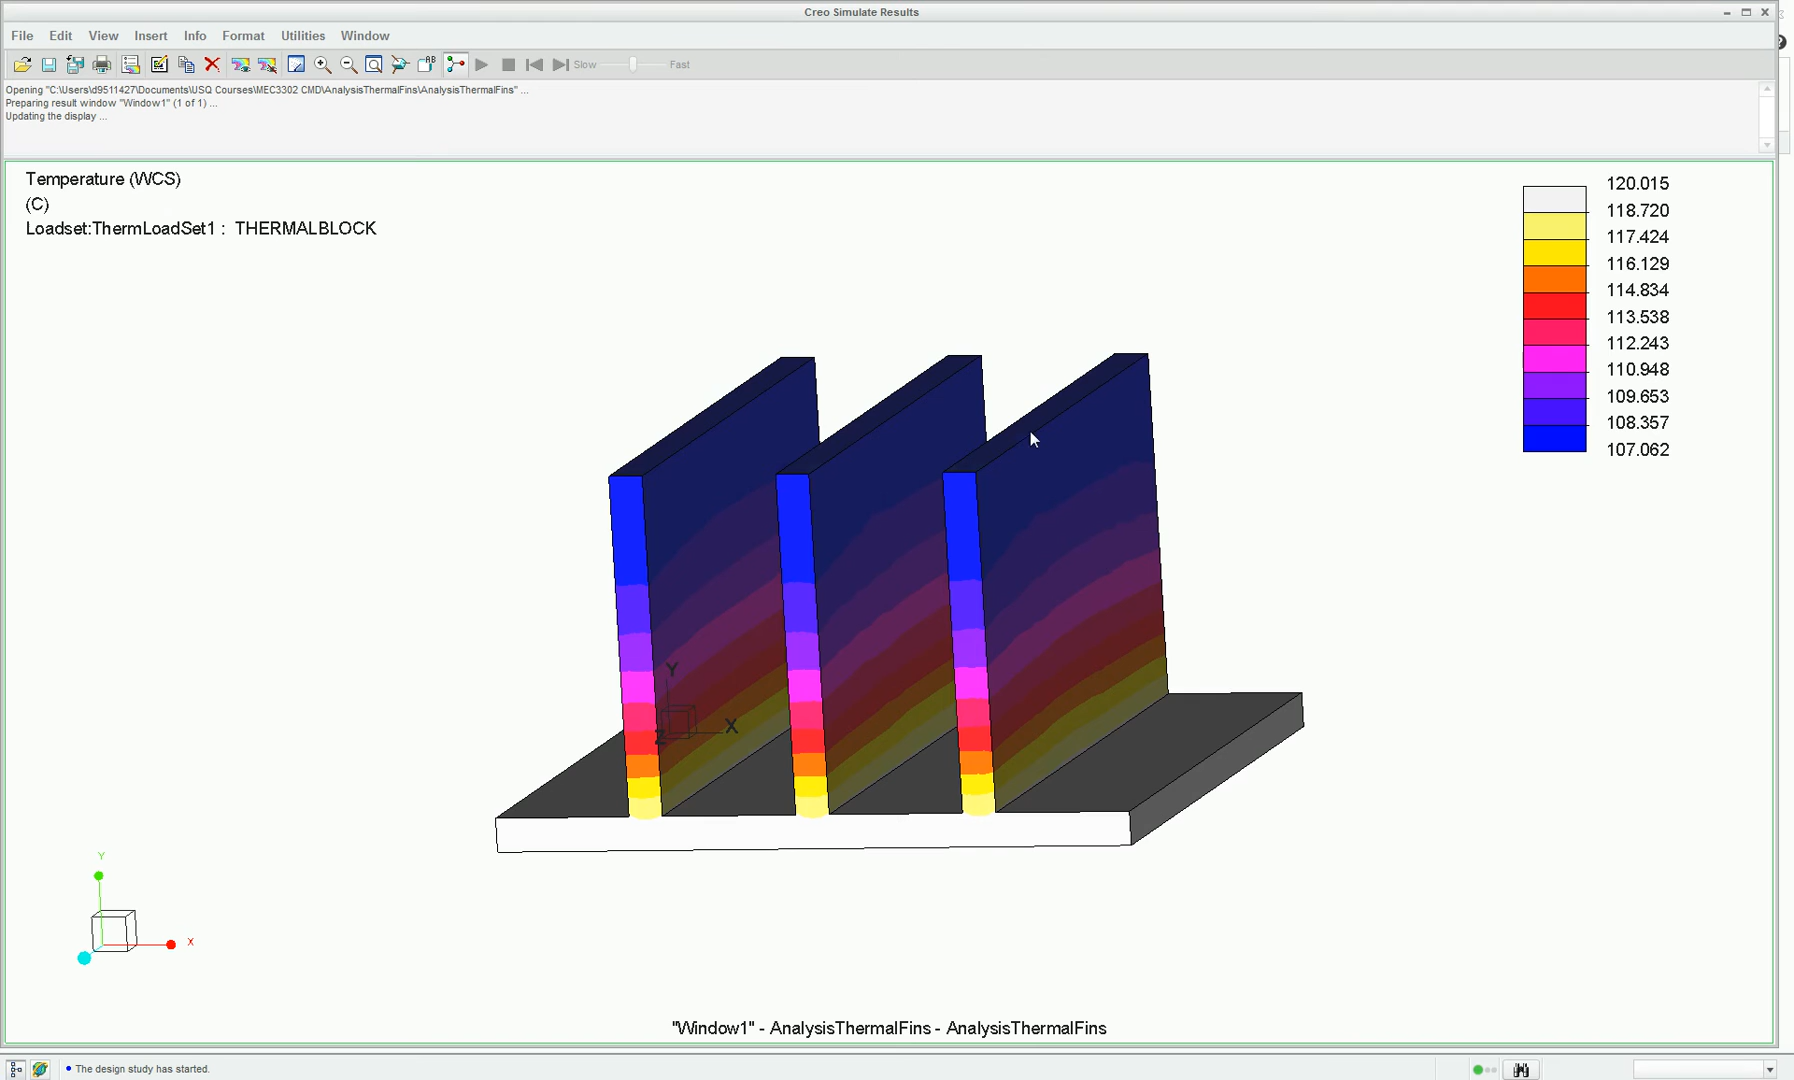 Creo Simulate Results
File Edit View Insert Info Format Utilities Window
AB Slow Fast
Opening "C:\Users\d9511427\Documents\USQ Courses\MEC3302 CMD\AnalysisThermalFins\AnalysisThermalFins" ...
Preparing result window "Window1" (1 of 1) ...
Updating the display ...
Temperature (WCS)
(C)
Loadset:ThermLoadSet1 : THERMALBLOCK
120.015
118.720
117.424
116.129
114.834
113.538
112.243
110.948
109.653
108.357
107.062
Y
X
Z
Y
X
"Window1" - AnalysisThermalFins - AnalysisThermalFins
The design study has started.